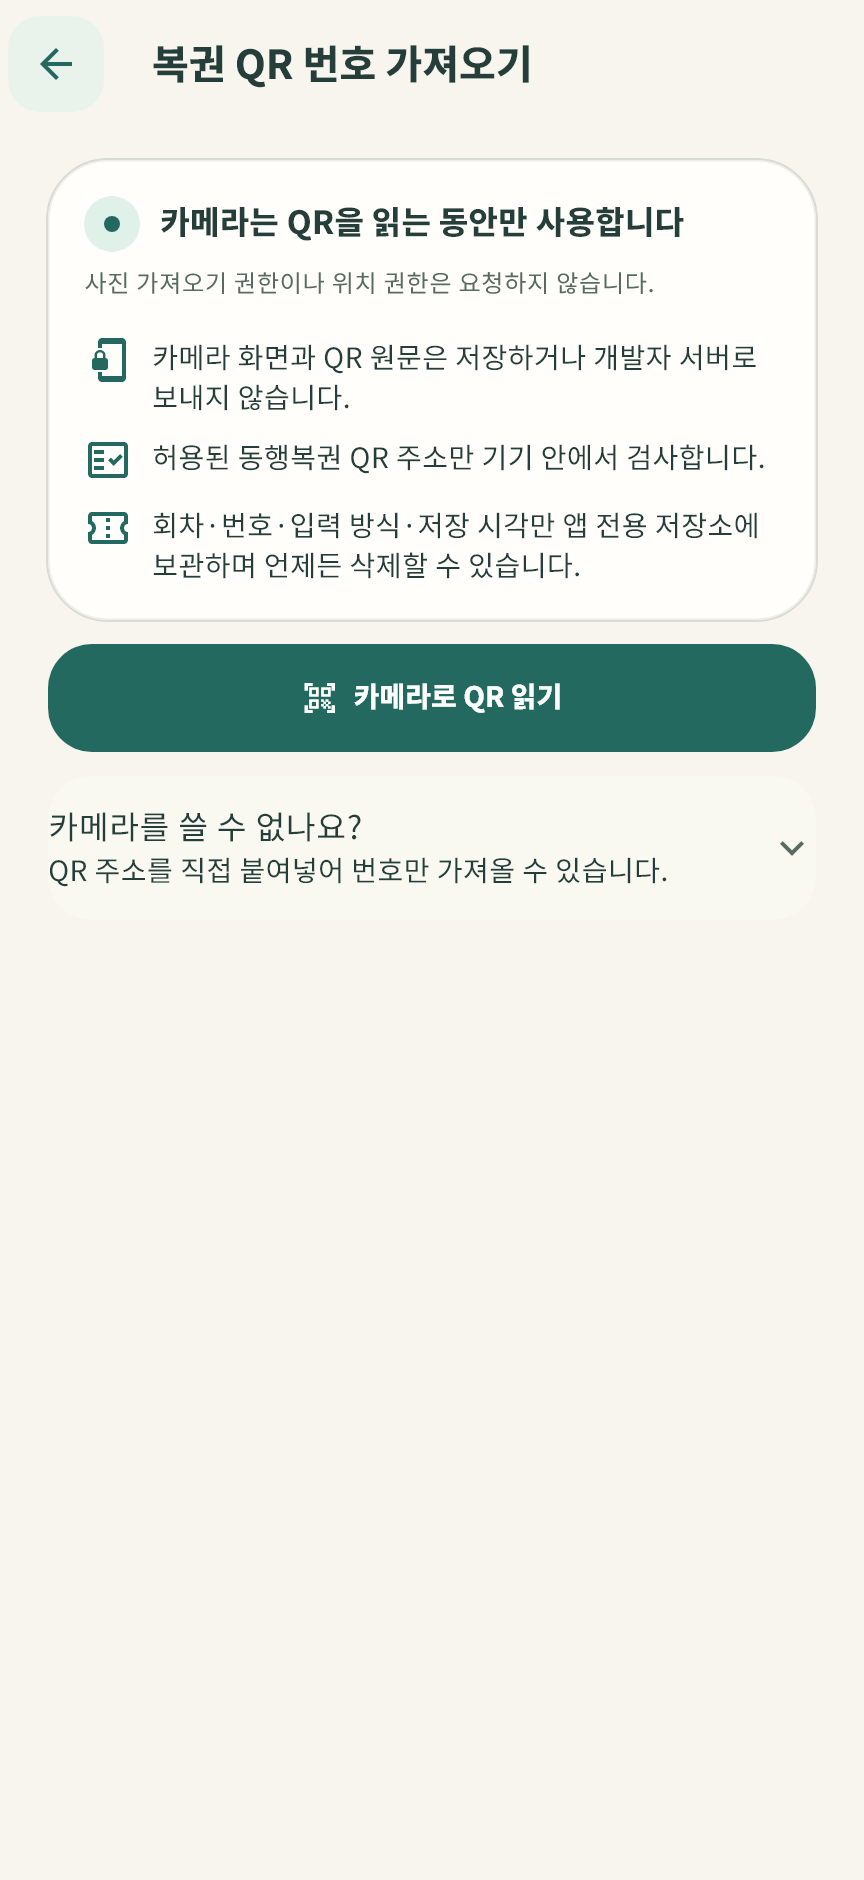 복권 QR 번호 가져오기
카메라는 QR을 읽는 동안만 사용합니다
사진 가져오기 권한이나 위치 권한은 요청하지 않습니다.
카메라 화면과 QR 원문은 저장하거나 개발자 서버로
보내지 않습니다.
허용된 동행복권 QR 주소만 기기 안에서 검사합니다.
회차·번호·입력 방식·저장 시각만 앱 전용 저장소에
보관하며 언제든 삭제할 수 있습니다.
카메라로 QR 읽기
카메라를 쓸 수 없나요?
QR 주소를 직접 붙여넣어 번호만 가져올 수 있습니다.